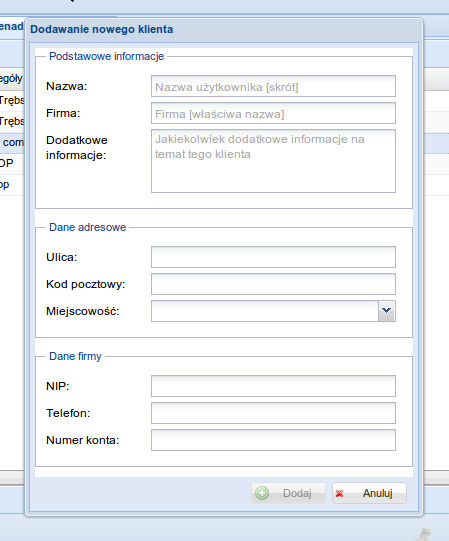 enad
Dodawanie nowego klienta
Podstawowe informacje
egóły
Nazwa:
Nazwa użytkownika [skrót]
Trębs
Firma:
Firma [właściwa nazwa]
Trębs
Dodatkowe
informacje:
Jakiekolwiek dodatkowe informacje na
temat tego klienta
com
OP
op
Dane adresowe
Ulica:
Kod pocztowy:
Miejscowość:
Dane firmy
NIP:
Telefon:
Numer konta:
Dodaj
Anuluj